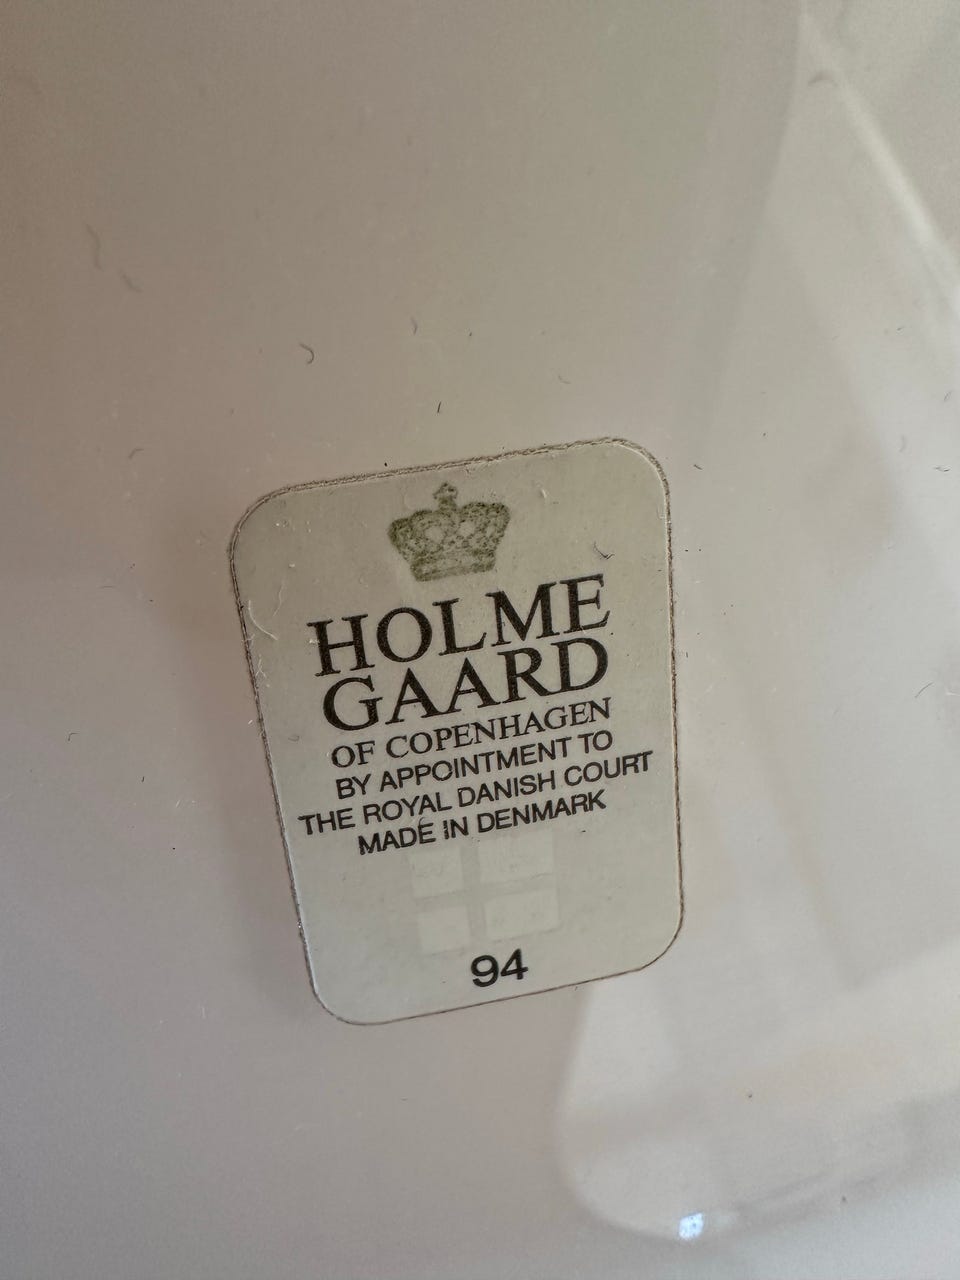 HOLME
GAARD
OF COPENHAGEN
BY APPOINTMENT TO
THE ROYAL DANISH COURT
MADE IN DENMARK
94